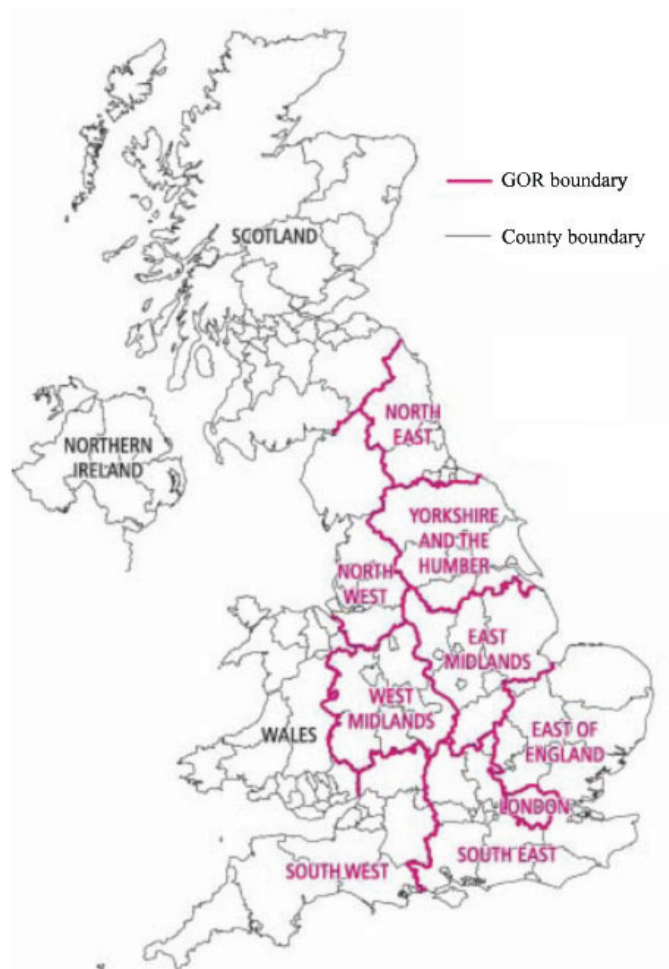 GOR boundary
SCOTLAND
County boundary
NORTH
EAST
NORTHERN
IRELAND
YORKSHIRE
AND THE
HUMBER
NORTH
WEST
EAST
MIDLANDS
WEST
MIDLANDS
WALES
EAST OF
ENGLAND
LONDON
SOUTH EAST
SOUTH WEST